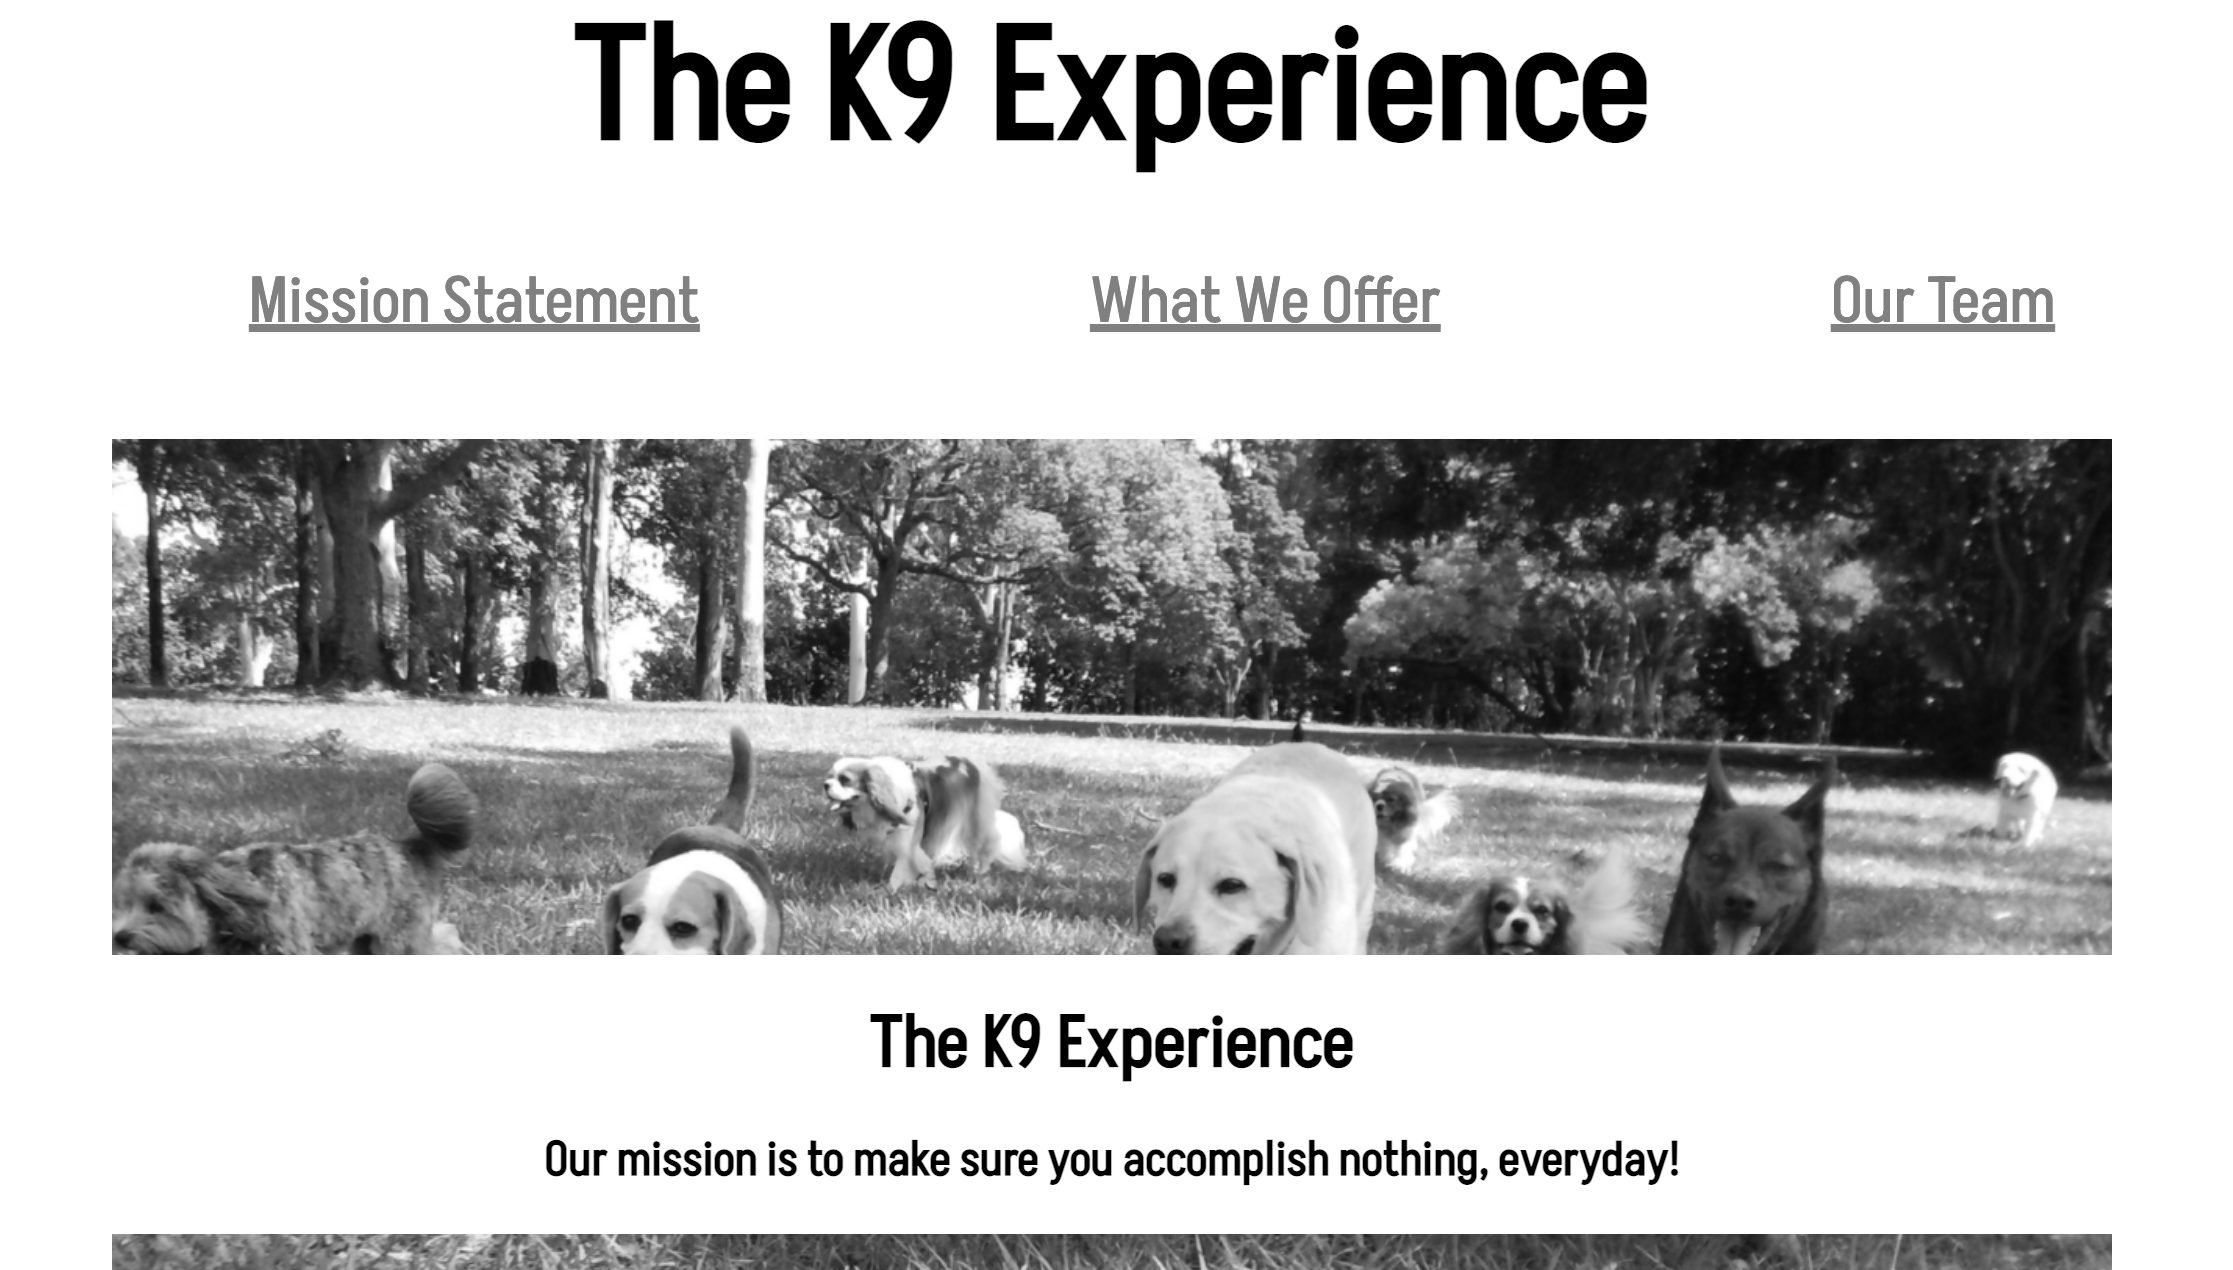 The K9 Experience
Mission Statement
What We Offer
Our Team
The K9 Experience
Our mission is to make sure you accomplish nothing, everyday!